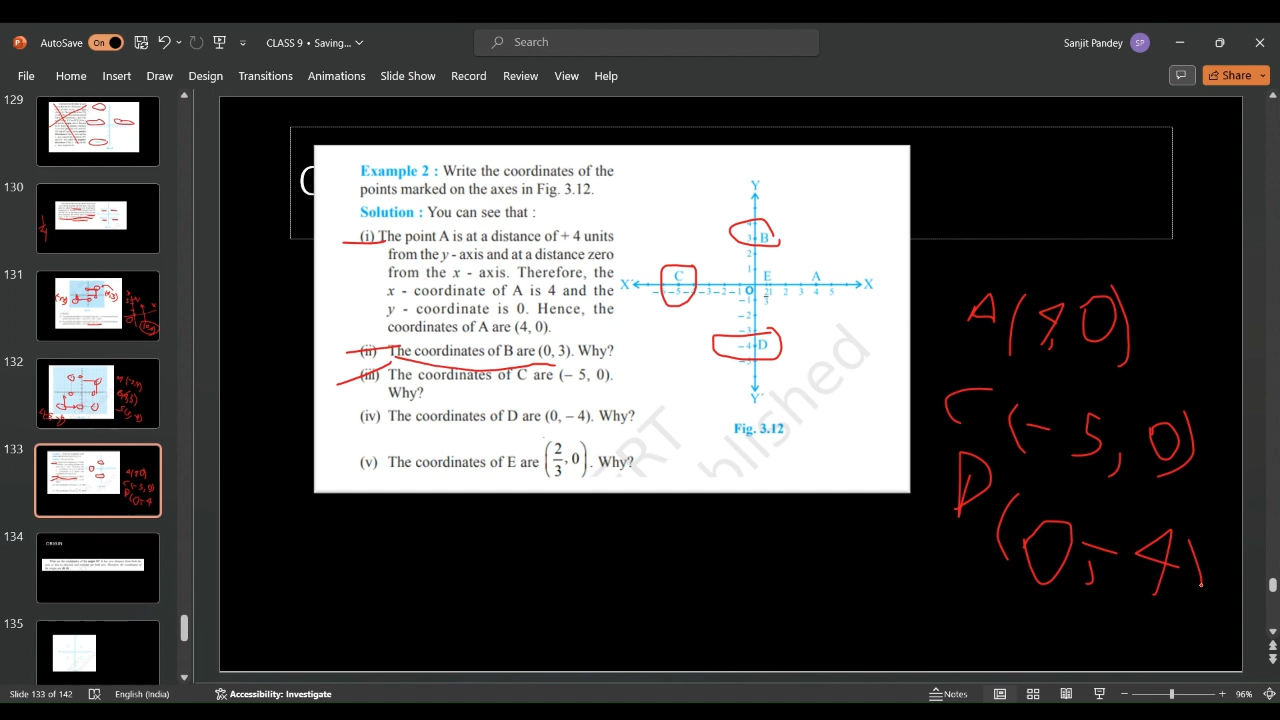 AutoSave On CLASS 9 • Saving... Search Sanjit Pandey SP
File Home Insert Draw Design Transitions Animations Slide Show Record Review View Help Share
129
130
131
132
133
134
135
Example 2 : Write the coordinates of the
points marked on the axes in Fig. 3.12.
Solution : You can see that :
(i) The point A is at a distance of + 4 units
from the y - axis and at a distance zero
from the x - axis. Therefore, the
x - coordinate of A is 4 and the
y - coordinate is 0. Hence, the
coordinates of A are (4, 0).
(ii) The coordinates of B are (0, 3). Why?
(iii) The coordinates of C are (– 5, 0).
Why?
(iv) The coordinates of D are (0, – 4). Why?
(v) The coordinates of E are (2/3, 0). Why?
Y
B
C E A
X′ O X
D
Y′
Fig. 3.12
A (4, 0)
C (- 5, 0)
D
(0, - 4)
ORIGIN
Slide 133 of 142 English (India) Accessibility: Investigate Notes 96%